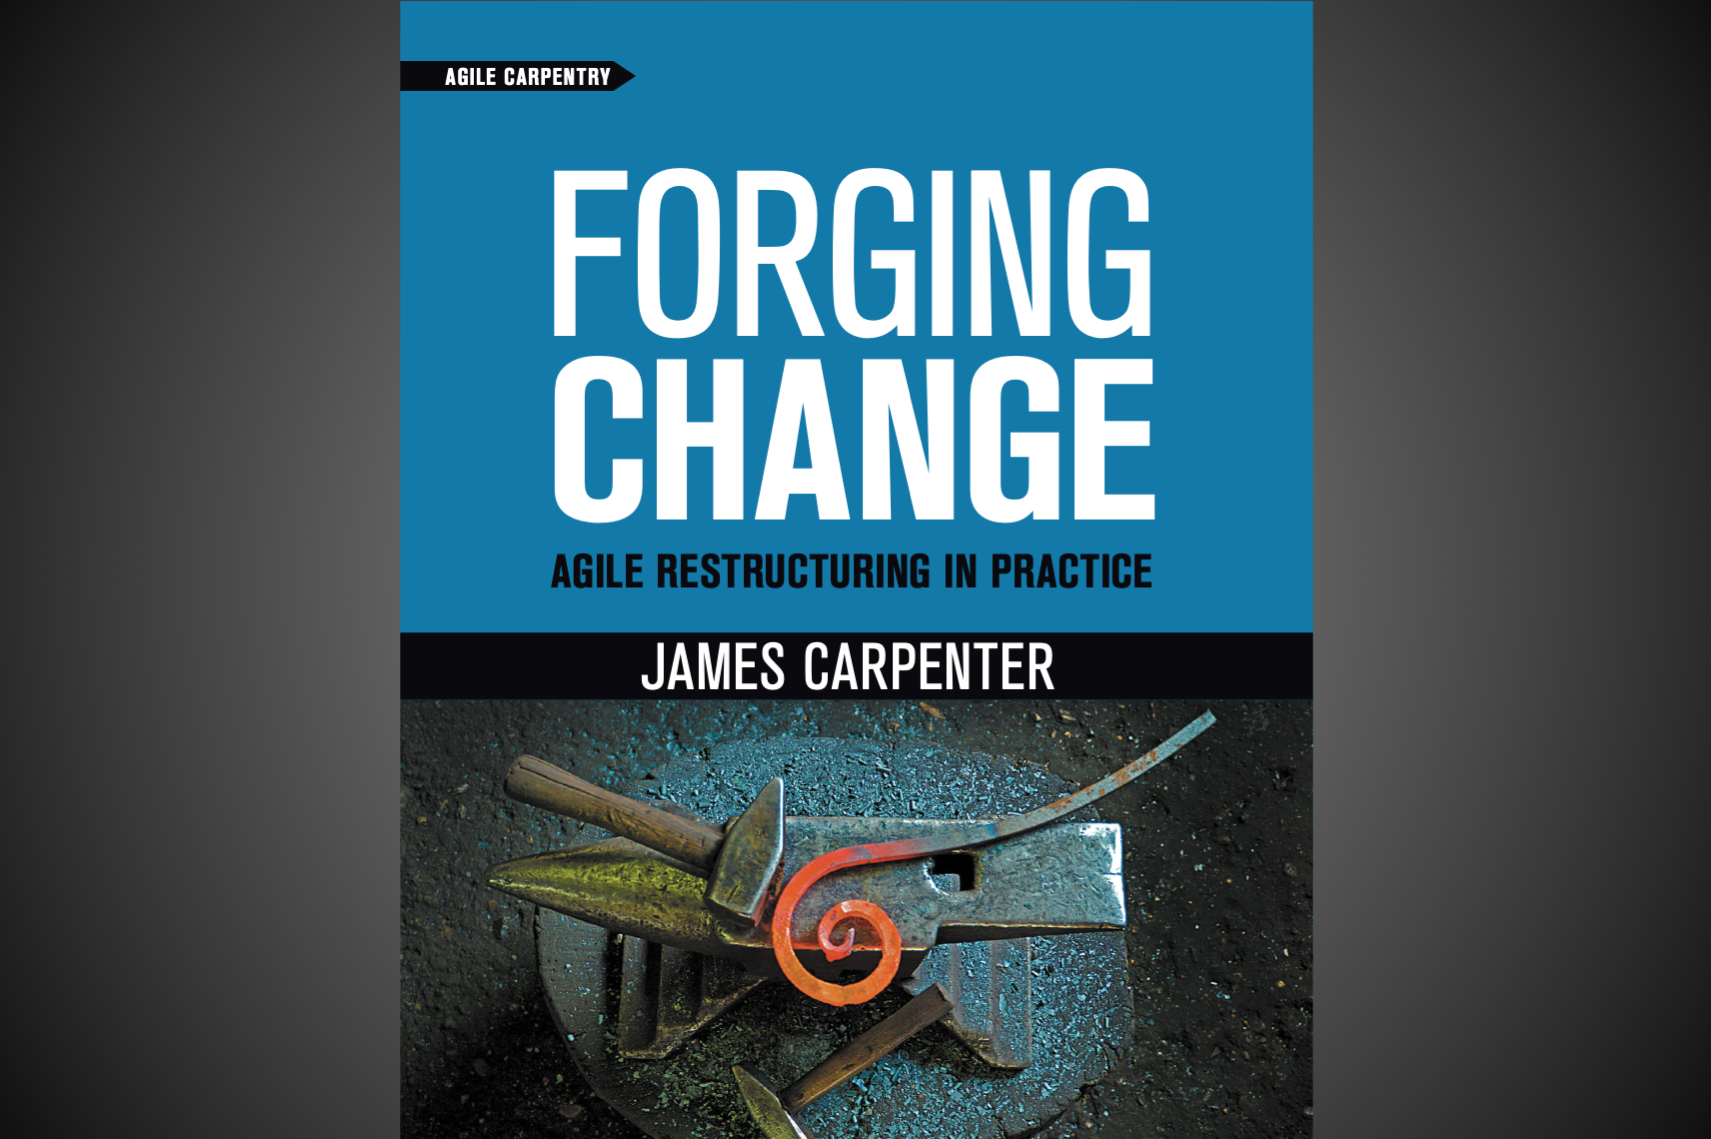 AGILE CARPENTRY
FORGING
CHANGE
AGILE RESTRUCTURING IN PRACTICE
JAMES CARPENTER